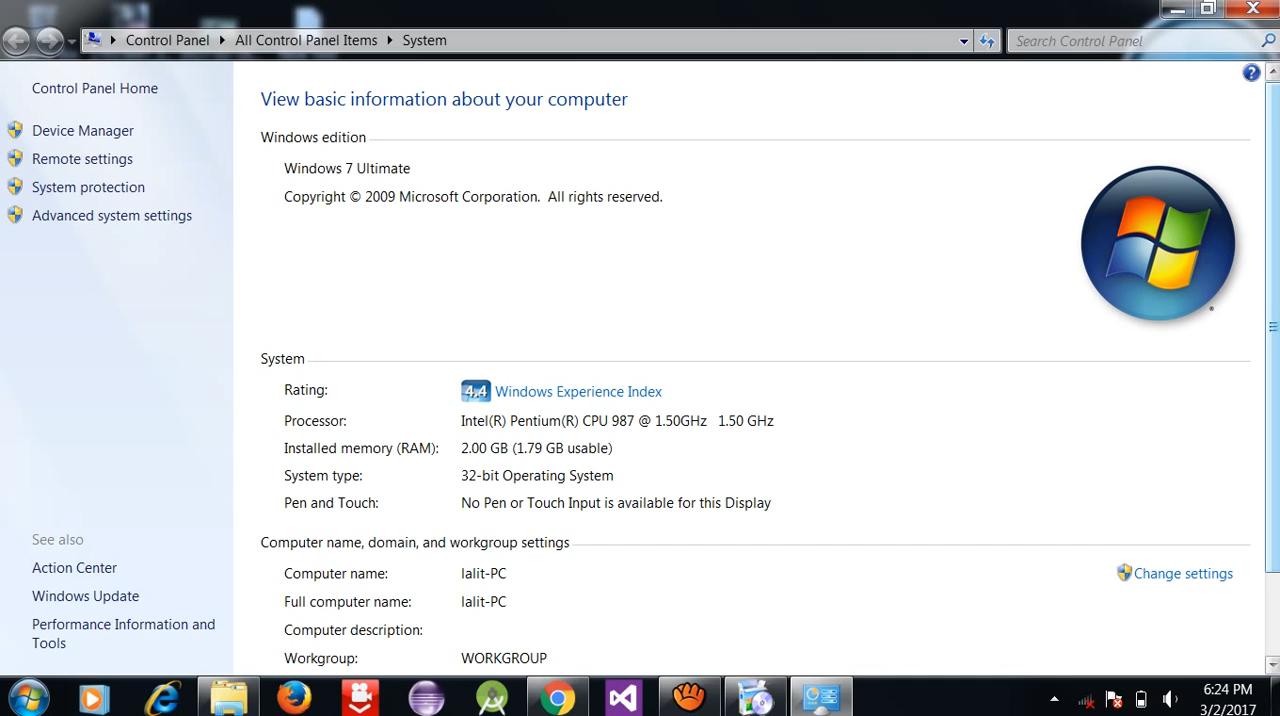 Control Panel ▸ All Control Panel Items ▸ System
Search Control Panel
Control Panel Home
Device Manager
Remote settings
System protection
Advanced system settings
See also
Action Center
Windows Update
Performance Information and
Tools
View basic information about your computer
Windows edition
Windows 7 Ultimate
Copyright © 2009 Microsoft Corporation.  All rights reserved.
System
Rating: 4.4 Windows Experience Index
Processor: Intel(R) Pentium(R) CPU 987 @ 1.50GHz   1.50 GHz
Installed memory (RAM): 2.00 GB (1.79 GB usable)
System type: 32-bit Operating System
Pen and Touch: No Pen or Touch Input is available for this Display
Computer name, domain, and workgroup settings
Computer name: lalit-PC
Change settings
Full computer name: lalit-PC
Computer description:
Workgroup: WORKGROUP
6:24 PM
3/2/2017